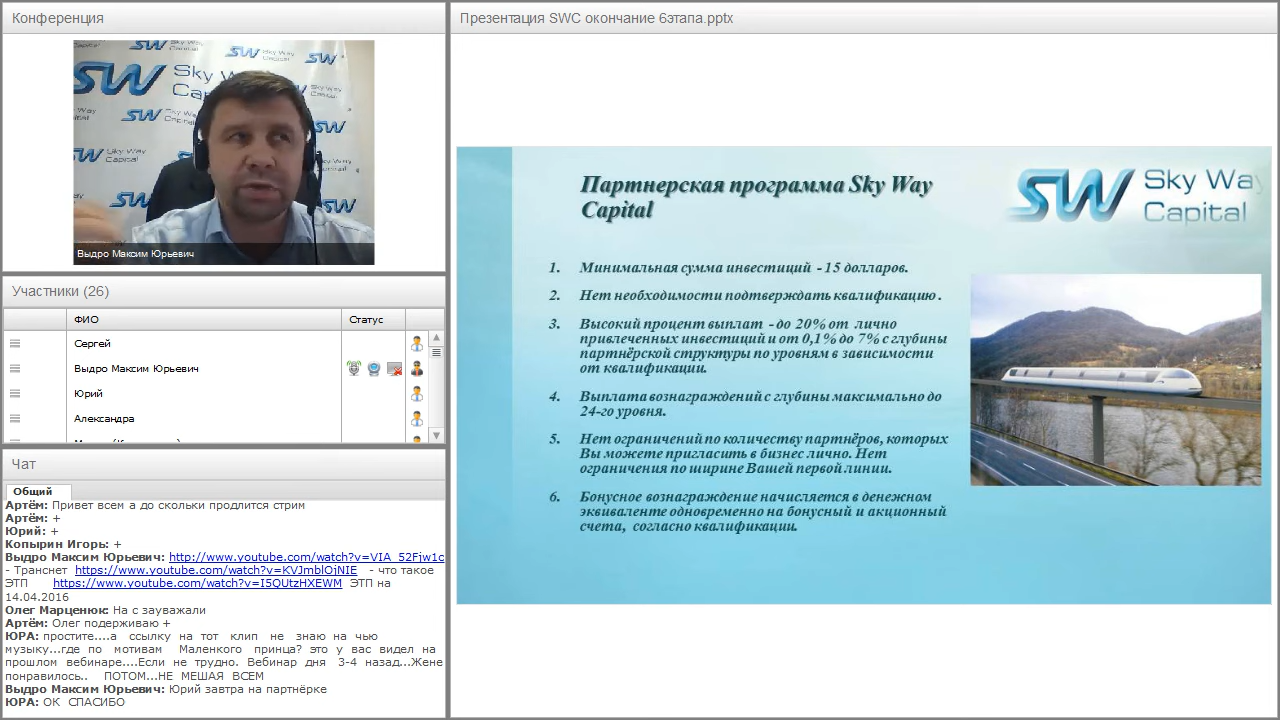 Конференция
SW
Sky Way
Capital
Выдро Максим Юрьевич
Участники (26)
ФИО
Статус
Сергей
Выдро Максим Юрьевич
Юрий
Александра
Чат
Общий
Артём: Привет всем а до скольки продлится стрим
Артём: +
Юрий: +
Копырин Игорь: +
Выдро Максим Юрьевич: http://www.youtube.com/watch?v=VIA_52Fjw1c
- Транснет https://www.youtube.com/watch?v=KVJmblOjNIE - что такое
ЭТП https://www.youtube.com/watch?v=I5QUtzHXEWM ЭТП на
14.04.2016
Олег Марценюк: На с зауважали
Артём: Олег подерживаю +
ЮРА: простите....а ссылку на тот клип не знаю на чью
музыку...где по мотивам Маленкого принца? это у вас видел на
прошлом вебинаре....Если не трудно. Вебинар дня 3-4 назад...Жене
понравилось.. ПОТОМ...НЕ МЕШАЯ ВСЕМ
Выдро Максим Юрьевич: Юрий завтра на партнёрке
ЮРА: ОК СПАСИБО
Презентация SWC окончание 6этапа.pptx
Партнерская программа Sky Way
Capital
SW Sky Way
Capital
1. Минимальная сумма инвестиций - 15 долларов.
2. Нет необходимости подтверждать квалификацию .
3. Высокий процент выплат - до 20% от лично
привлеченных инвестиций и от 0,1% до 7% с глубины
партнёрской структуры по уровням в зависимости
от квалификации.
4. Выплата вознаграждений с глубины максимально до
24-го уровня.
5. Нет ограничений по количеству партнёров, которых
Вы можете пригласить в бизнес лично. Нет
ограничения по ширине Вашей первой линии.
6. Бонусное вознаграждение начисляется в денежном
эквиваленте одновременно на бонусный и акционный
счета, согласно квалификации.